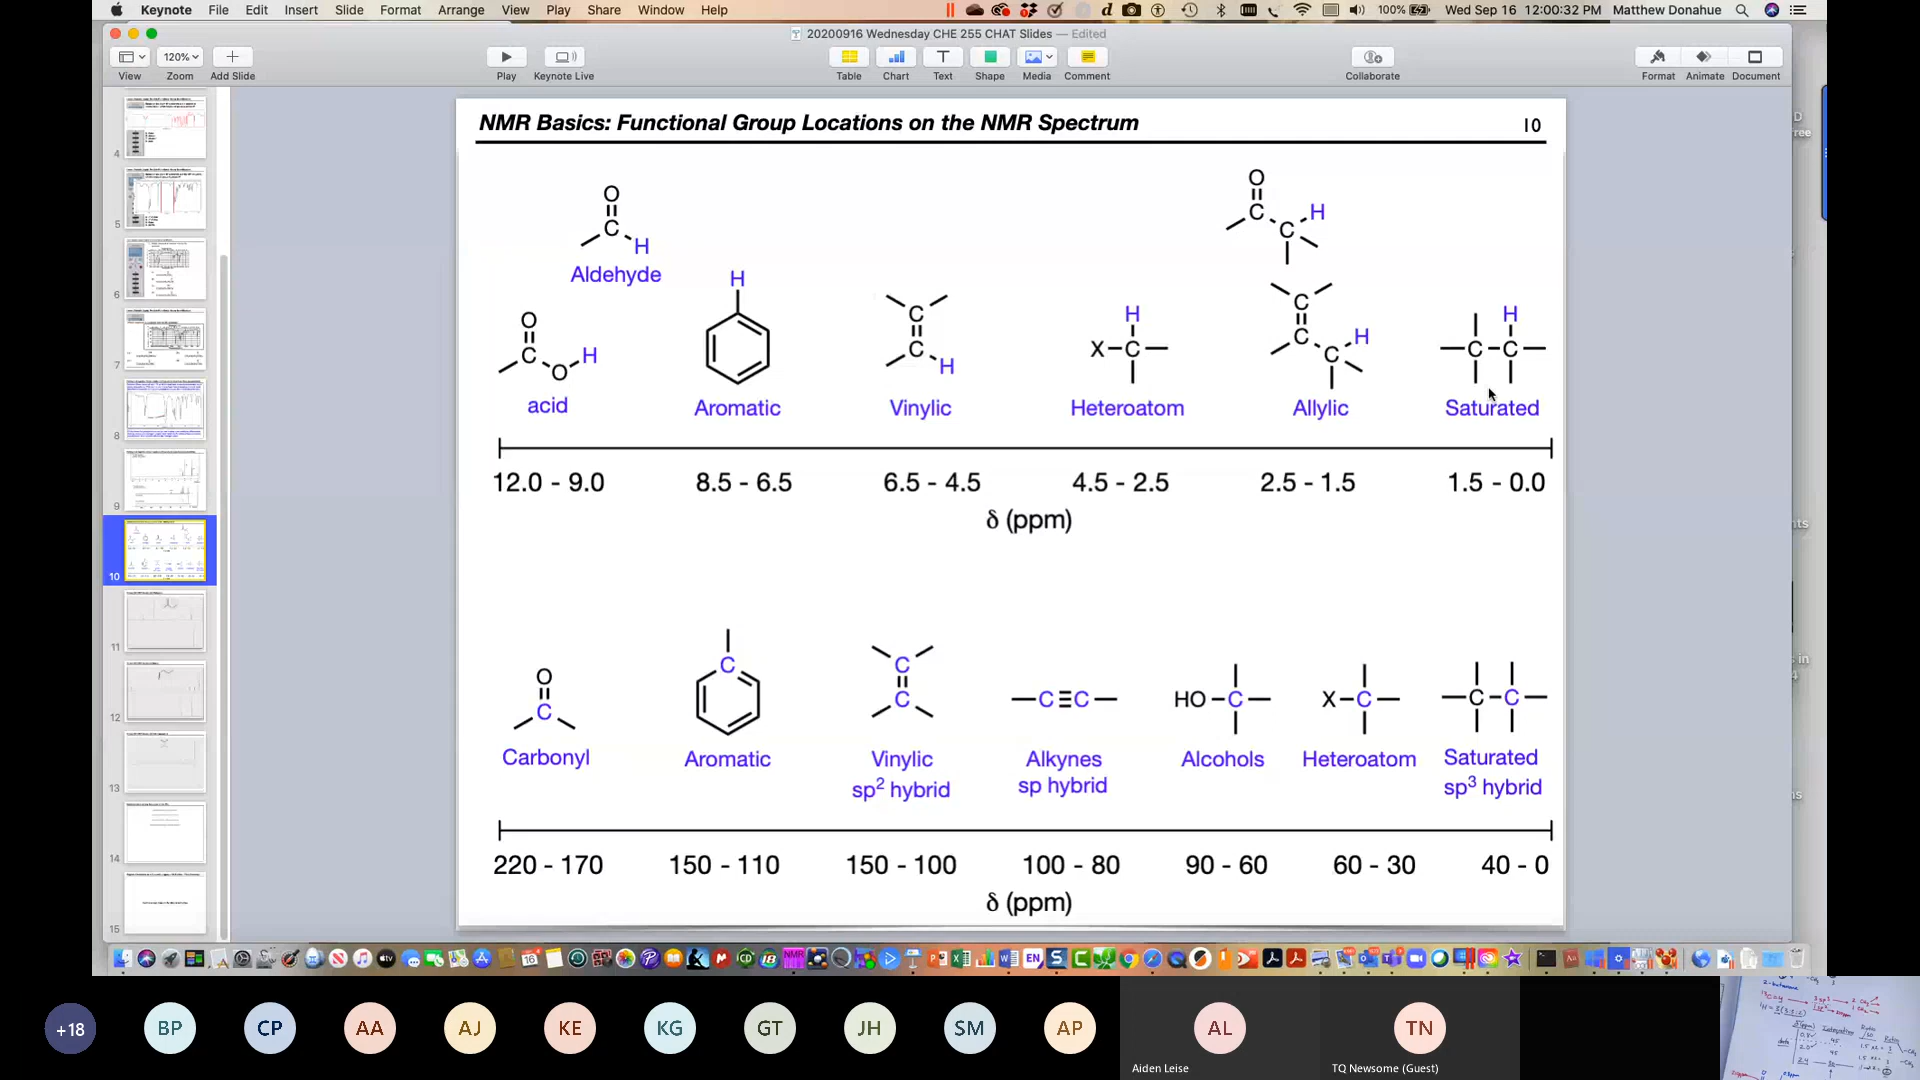 Keynote File Edit Insert Slide Format Arrange View Play Share Window Help 100% Wed Sep 16 12:00:32 PM Matthew Donahue
20200916 Wednesday CHE 255 CHAT Slides — Edited
120%
View Zoom Add Slide Play Keynote Live Table Chart Text Shape Media Comment Collaborate Format Animate Document
NMR Basics: Functional Group Locations on the NMR Spectrum 10
O
C
H
Aldehyde
O
C
H
H
O
C
O
H
acid
Aromatic
C
C
H
Vinylic
H
X C
Heteroatom
C
C
H
C
Allylic
H
C C
Saturated
12.0 - 9.0 8.5 - 6.5 6.5 - 4.5 4.5 - 2.5 2.5 - 1.5 1.5 - 0.0
δ (ppm)
O
C
Carbonyl
C
Aromatic
C
C
Vinylic
sp2 hybrid
C≡C
Alkynes
sp hybrid
HO C
Alcohols
X C
Heteroatom
C C
Saturated
sp3 hybrid
220 - 170 150 - 110 150 - 100 100 - 80 90 - 60 60 - 30 40 - 0
δ (ppm)
4
5
6
7
8
9
10
11
12
13
14
15
+18 BP CP AA AJ KE KG GT JH SM AP AL TN
Aiden Leise TQ Newsome (Guest)